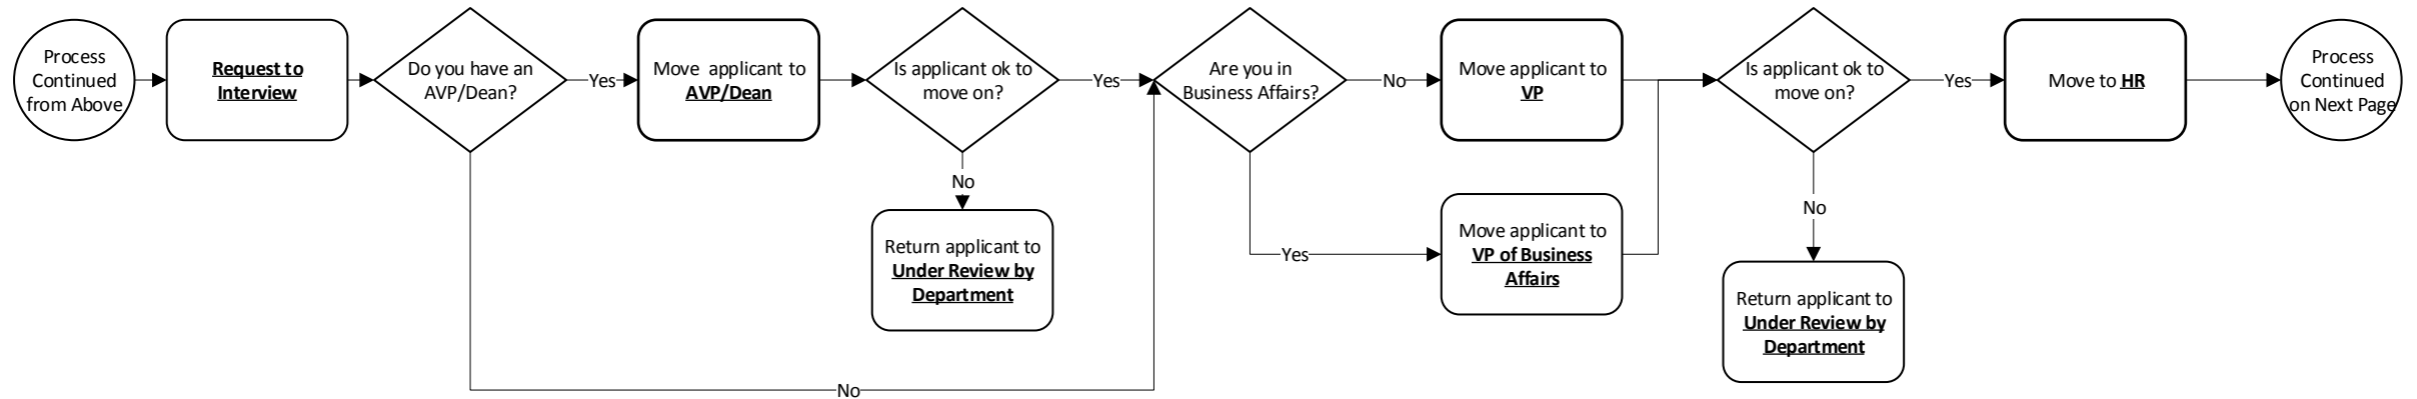 Process
Continued
from Above
Request to
Interview
Do you have an
AVP/Dean?
Yes
Move applicant to
AVP/Dean
Is applicant ok to
move on?
Yes
No
Return applicant to
Under Review by
Department
No
Are you in
Business Affairs?
No
Move applicant to
VP
Yes
Move applicant to
VP of Business
Affairs
Is applicant ok to
move on?
Yes
No
Return applicant to
Under Review by
Department
Move to HR
Process
Continued
on Next Page